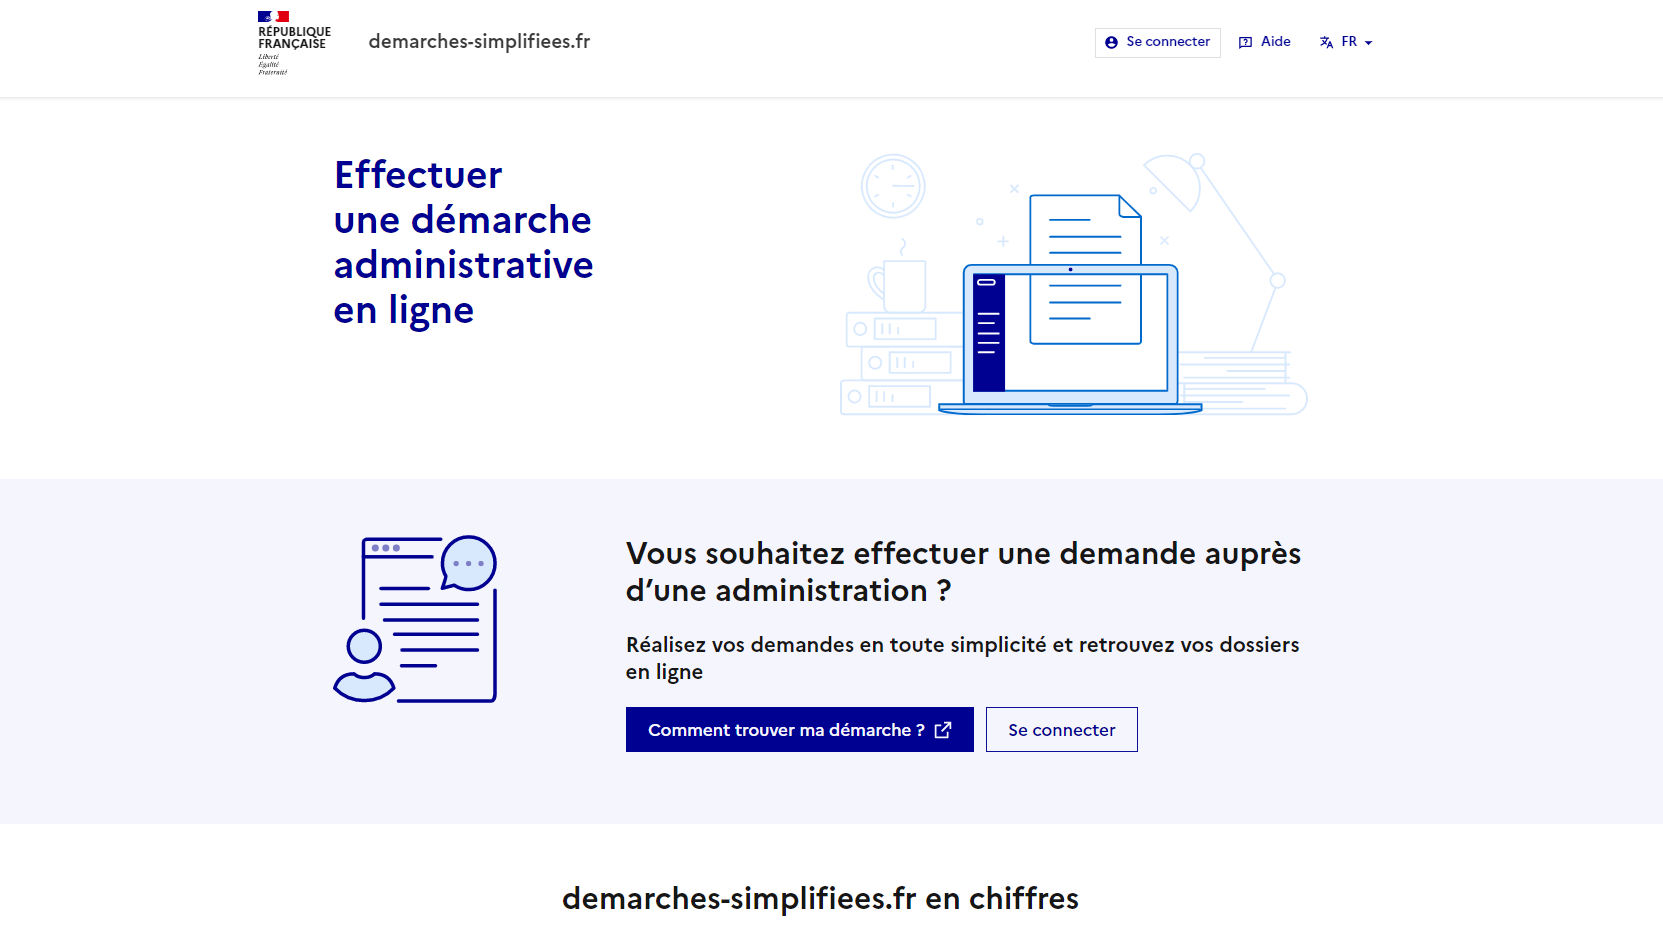 RÉPUBLIQUE
FRANÇAISE
Liberté
Égalité
Fraternité
demarches-simplifiees.fr
Se connecter
Aide
FR
Effectuer
une démarche
administrative
en ligne
Vous souhaitez effectuer une demande auprès
d’une administration ?
Réalisez vos demandes en toute simplicité et retrouvez vos dossiers
en ligne
Comment trouver ma démarche ?
Se connecter
demarches-simplifiees.fr en chiffres